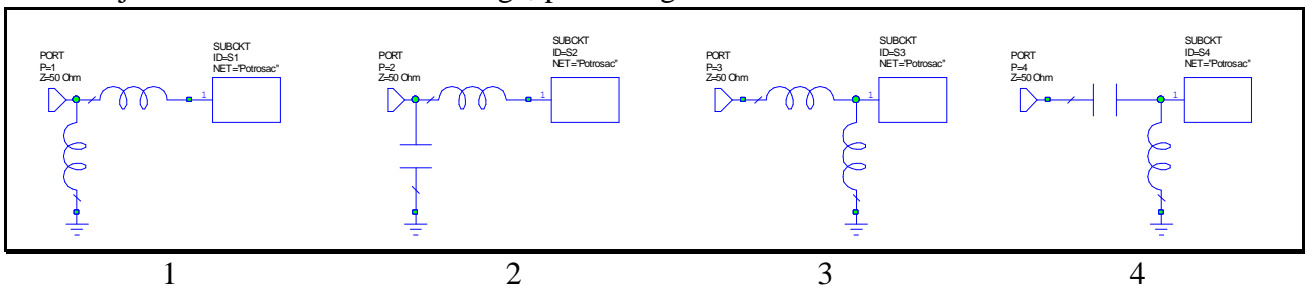 PORT
P=1
Z=50 Ohm
SUBCKT
ID=S1
NET="Potrosac"
1
PORT
P=2
Z=50 Ohm
SUBCKT
ID=S2
NET="Potrosac"
1
PORT
P=3
Z=50 Ohm
SUBCKT
ID=S3
NET="Potrosac"
1
PORT
P=4
Z=50 Ohm
SUBCKT
ID=S4
NET="Potrosac"
1
1 2 3 4